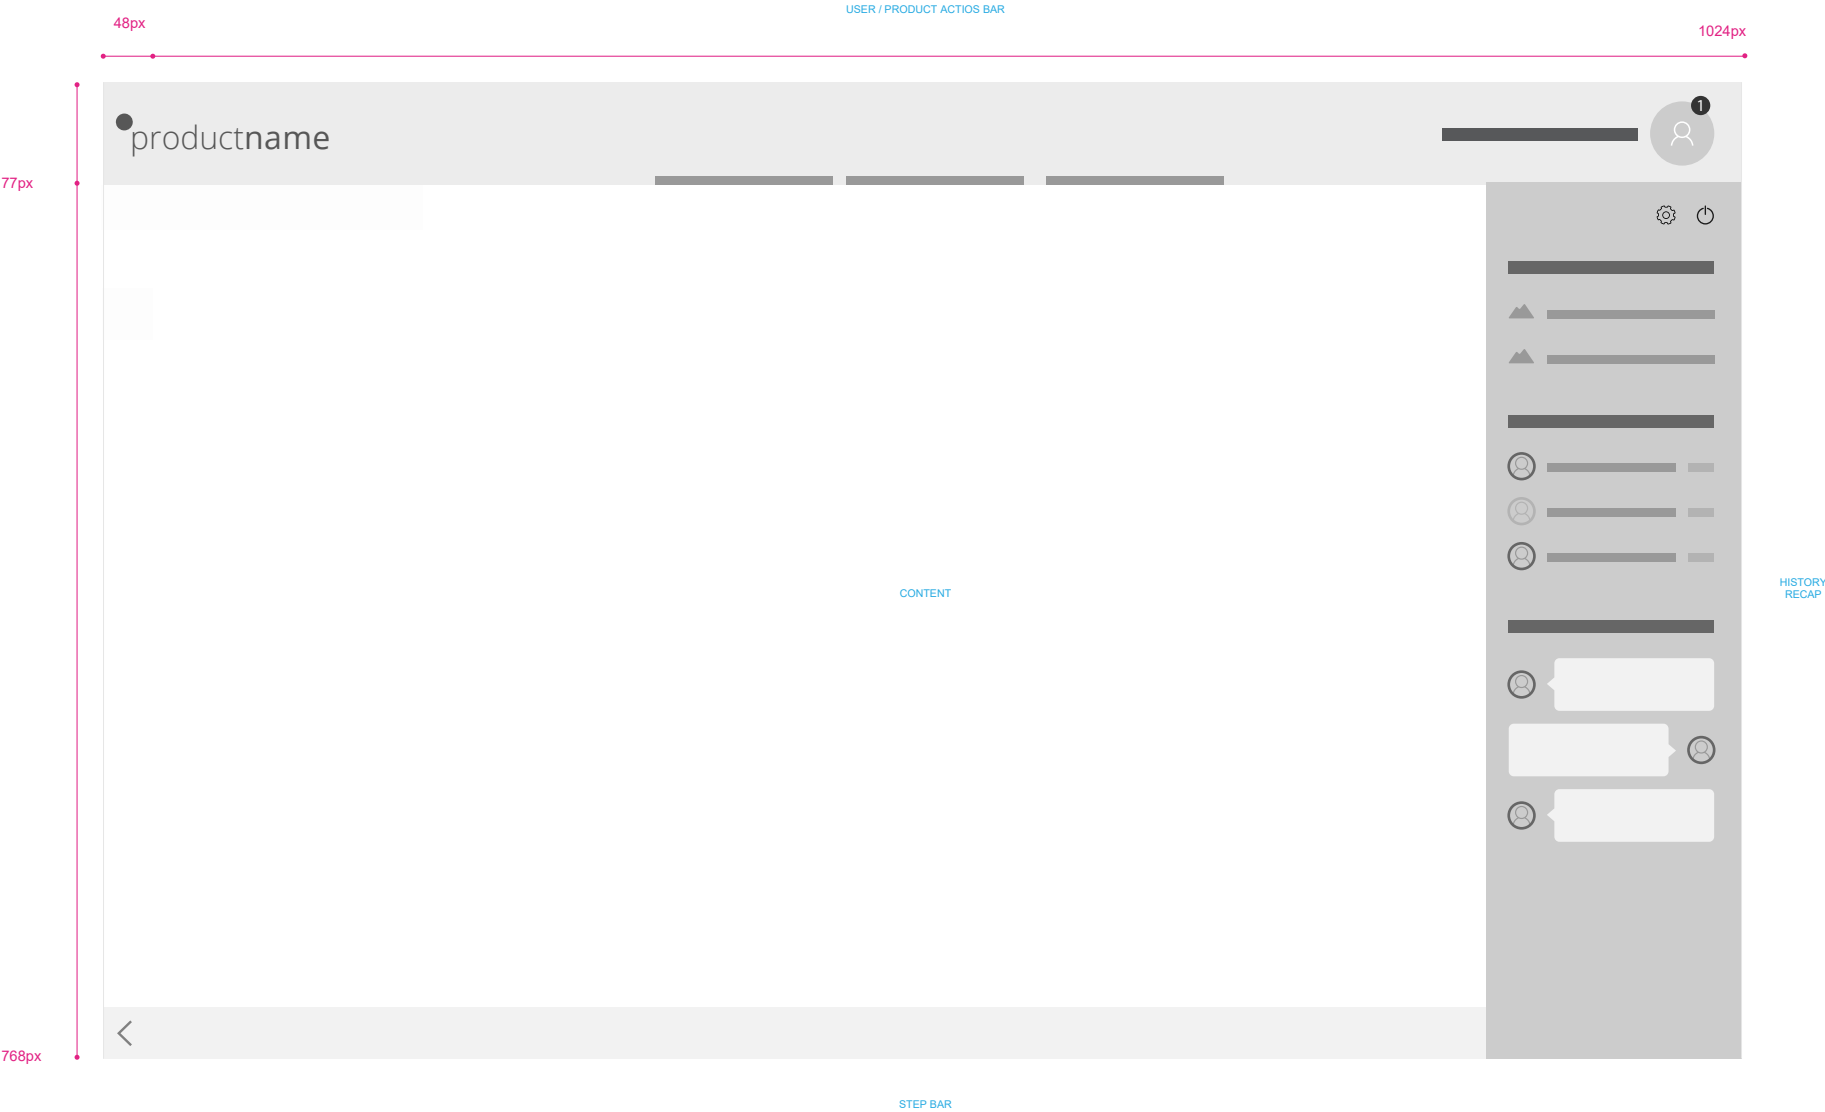 USER / PRODUCT ACTIOS BAR
48px
1024px
1
productname
77px
CONTENT
HISTORY
RECAP
768px
STEP BAR